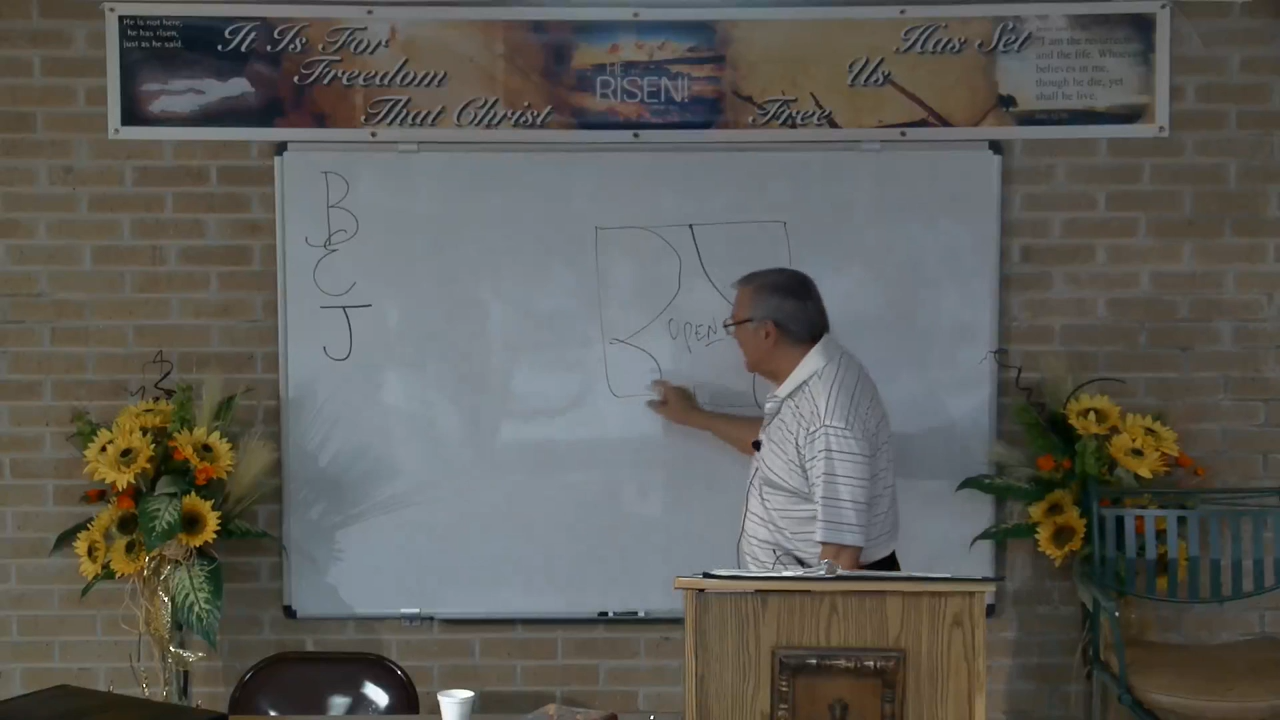 He is not here,
he has risen,
just as he said.
It Is For
Freedom
That Christ
HE IS
RISEN!
Has Set
Us
Free
"I am the resurrection
and the life. Whoever
believes in me,
though he die, yet
shall he live.
B
E
J
OPEN